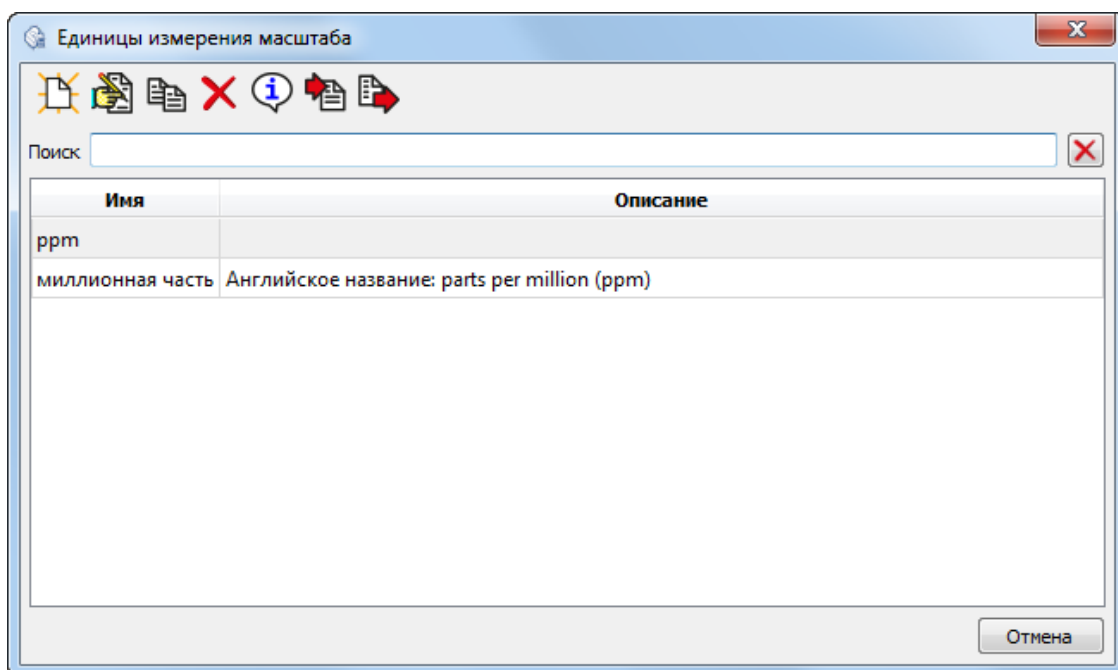 Единицы измерения масштаба
Поиск
Имя Описание
ppm
миллионная часть Английское название: parts per million (ppm)
Отмена